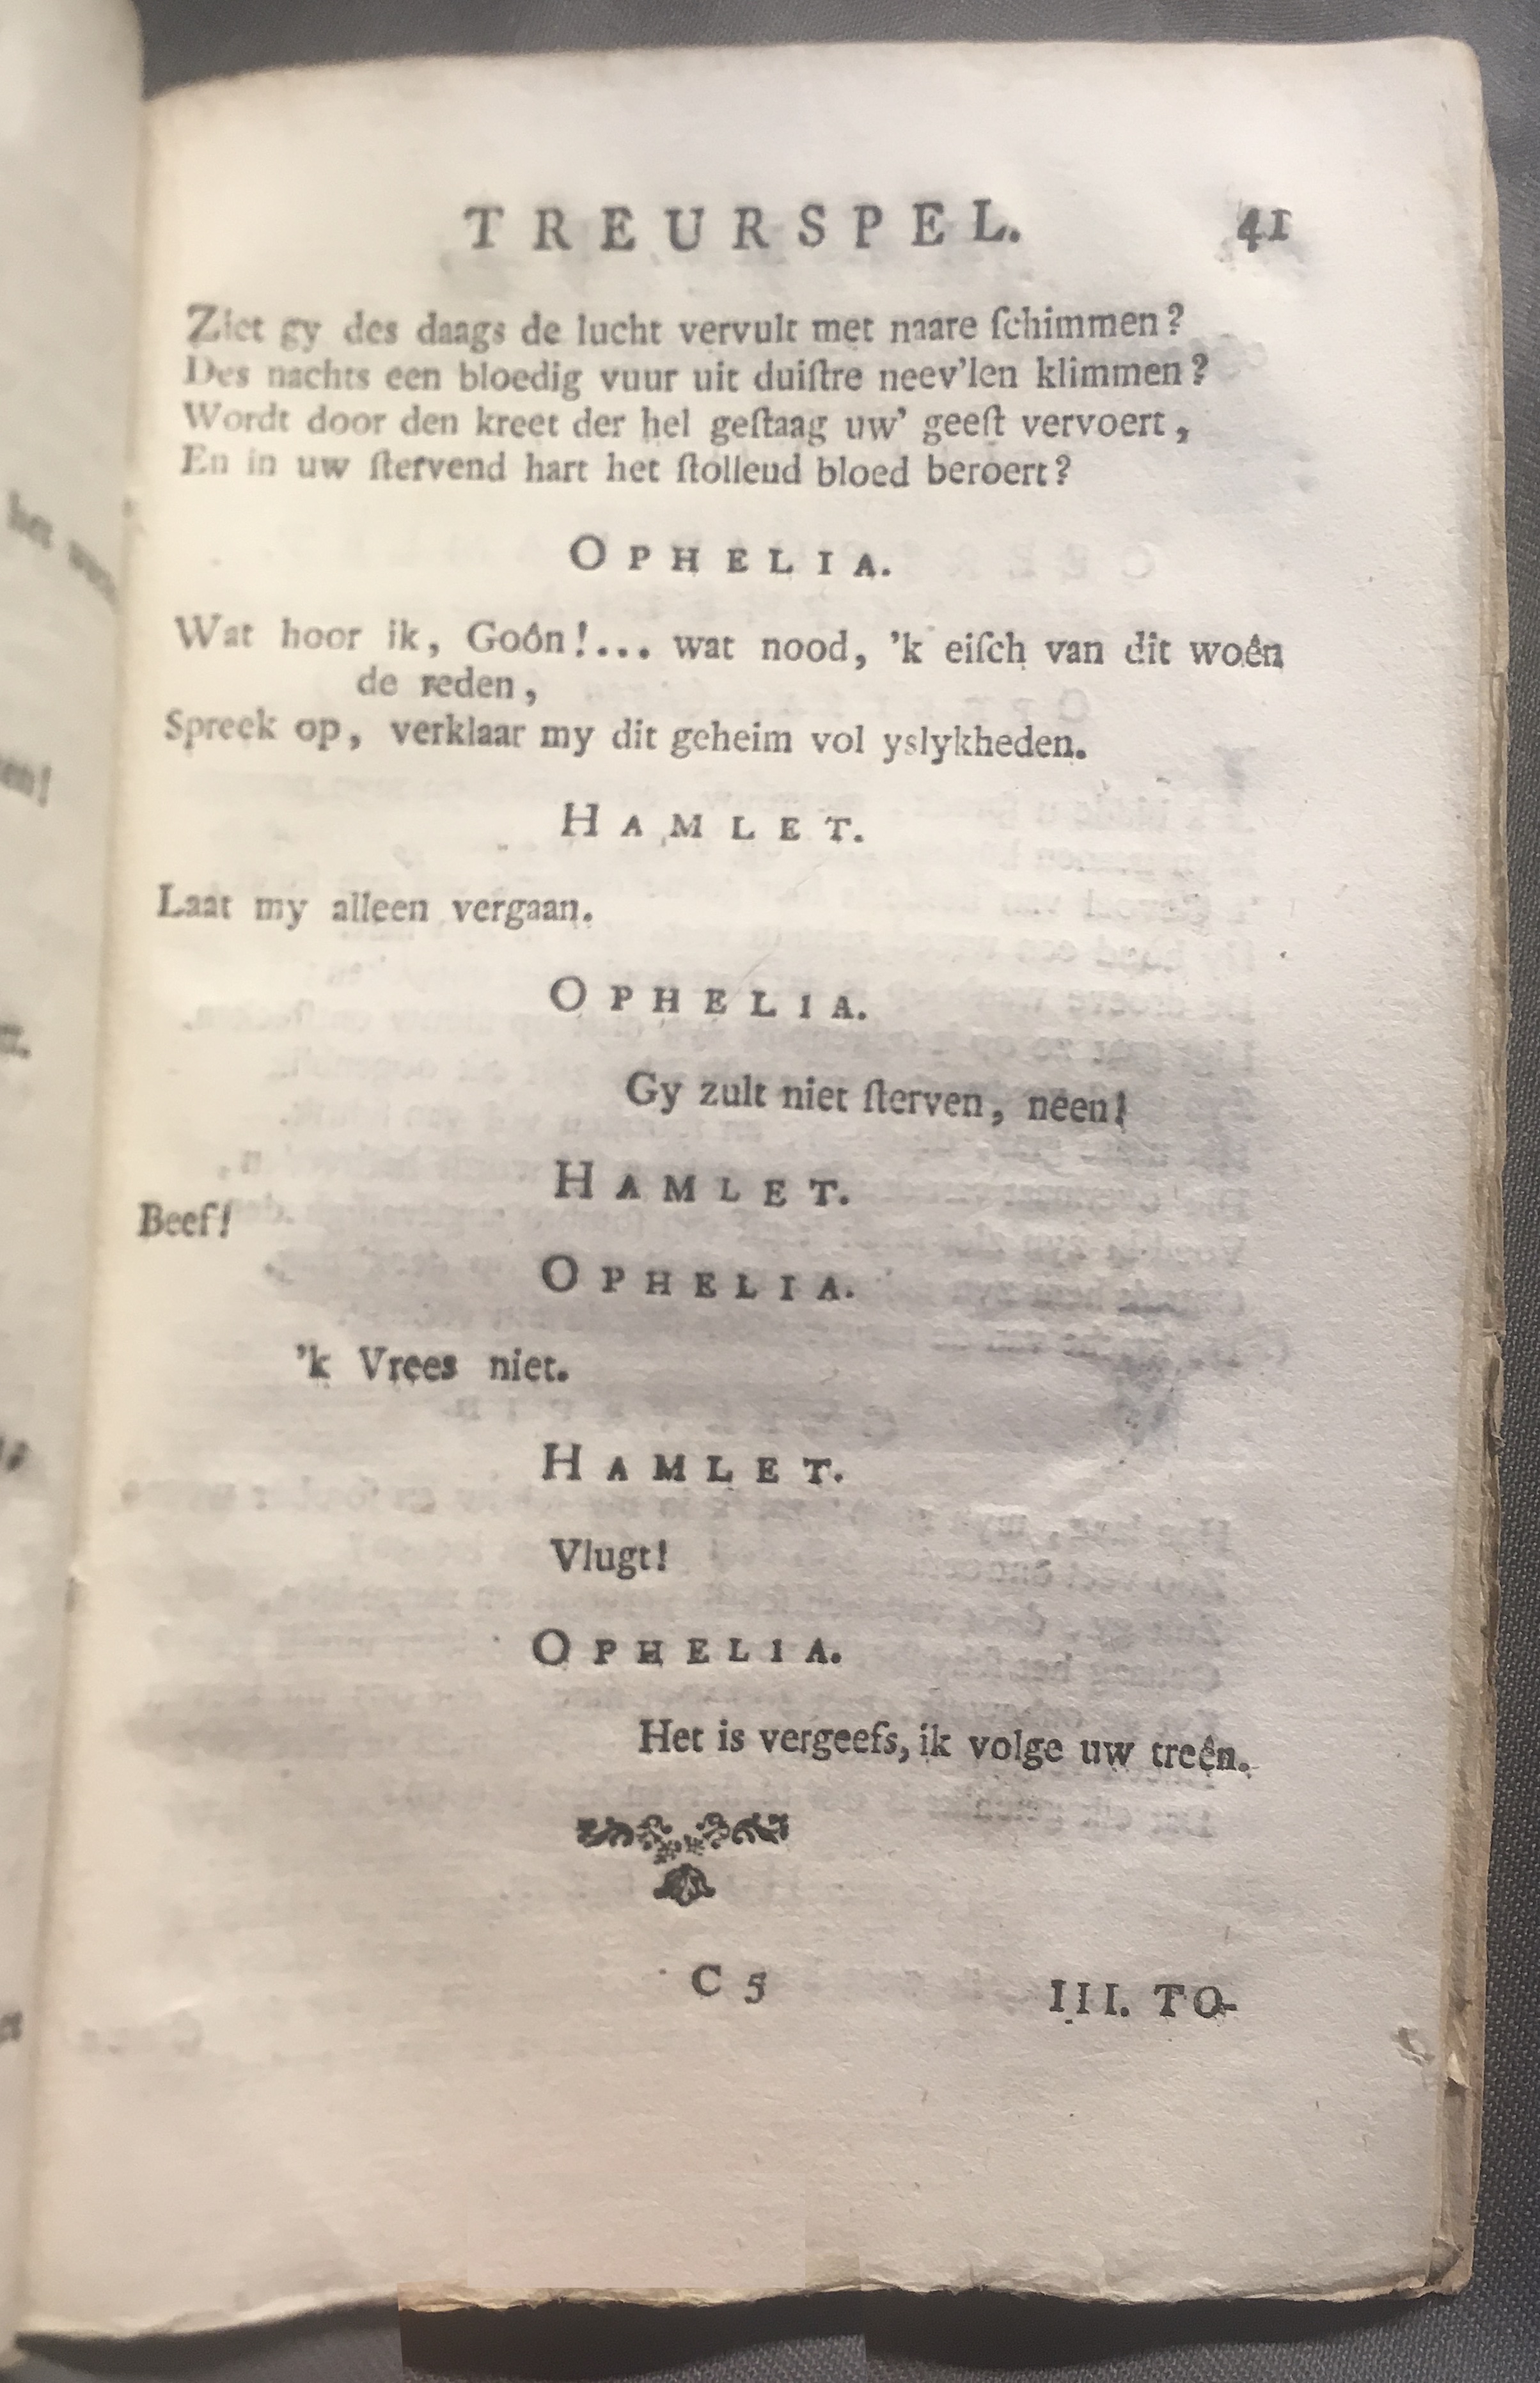 TREURSPEL. 41
Ziet gy des daags de lucht vervult met naare ſchimmen?
Des nachts een bloedig vuur uit duiſtre neev'len klimmen?
Wordt door den kreet der hel geſtaag uw' geeſt vervoert,
En in uw ſtervend hart het ſtollend bloed beroert?
OPHELIA.
Wat hoor ik, Goôn!... wat nood, 'k eiſch van dit woên
de reden,
Spreek op, verklaar my dit geheim vol yslykheden.
HAMLET.
Laat my alleen vergaan.
OPHELIA.
Gy zult niet ſterven, neen!
HAMLET.
Beef!
OPHELIA.
'k Vrees niet.
HAMLET.
Vlugt!
OPHELIA.
Het is vergeefs, ik volge uw treên.
C 5 III. TO-